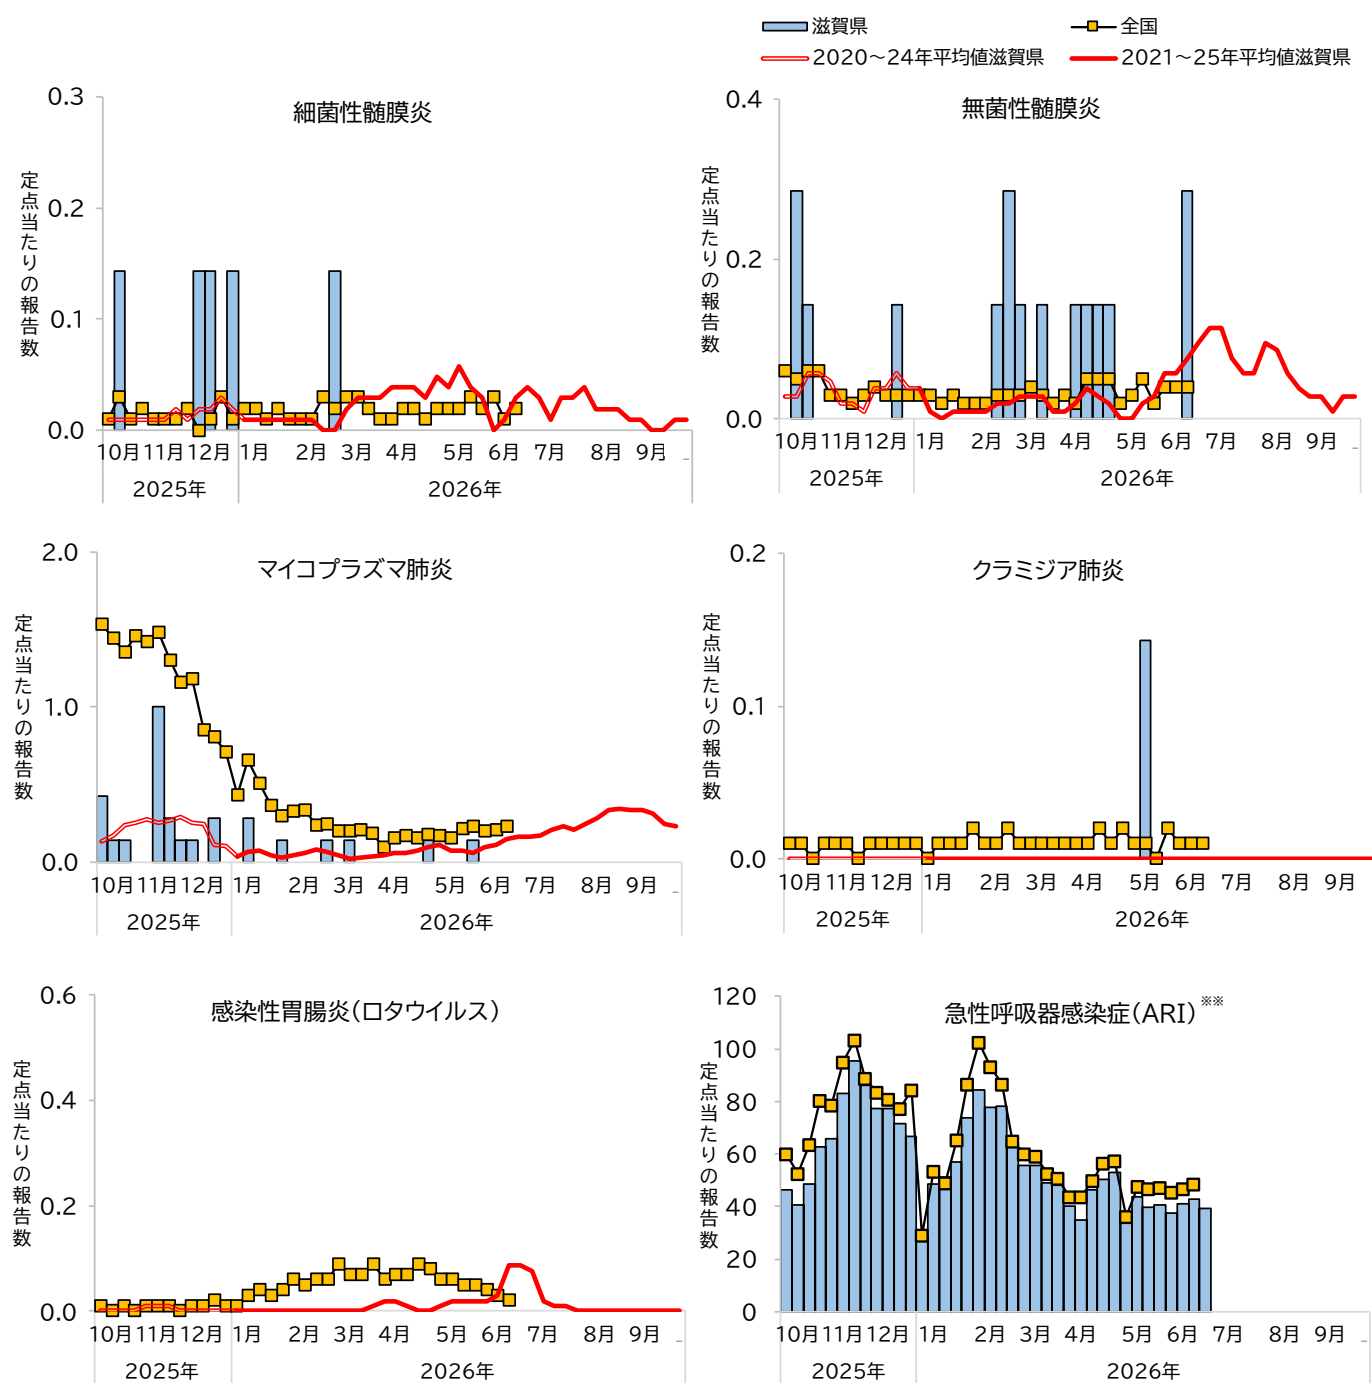 滋賀県
全国
2020～24年平均値滋賀県
2021～25年平均値滋賀県
細菌性髄膜炎
定点当たりの報告数
0.3
0.2
0.1
0.0
10月 11月 12月 1月 2月 3月 4月 5月 6月 7月 8月 9月
2025年 2026年
無菌性髄膜炎
定点当たりの報告数
0.4
0.2
0.0
10月 11月 12月 1月 2月 3月 4月 5月 6月 7月 8月 9月
2025年 2026年
マイコプラズマ肺炎
定点当たりの報告数
2.0
1.0
0.0
10月 11月 12月 1月 2月 3月 4月 5月 6月 7月 8月 9月
2025年 2026年
クラミジア肺炎
定点当たりの報告数
0.2
0.1
0.0
10月 11月 12月 1月 2月 3月 4月 5月 6月 7月 8月 9月
2025年 2026年
感染性胃腸炎（ロタウイルス）
定点当たりの報告数
0.6
0.4
0.2
0.0
10月 11月 12月 1月 2月 3月 4月 5月 6月 7月 8月 9月
2025年 2026年
急性呼吸器感染症（ARI）※※
定点当たりの報告数
120
100
80
60
40
20
0
10月 11月 12月 1月 2月 3月 4月 5月 6月 7月 8月 9月
2025年 2026年